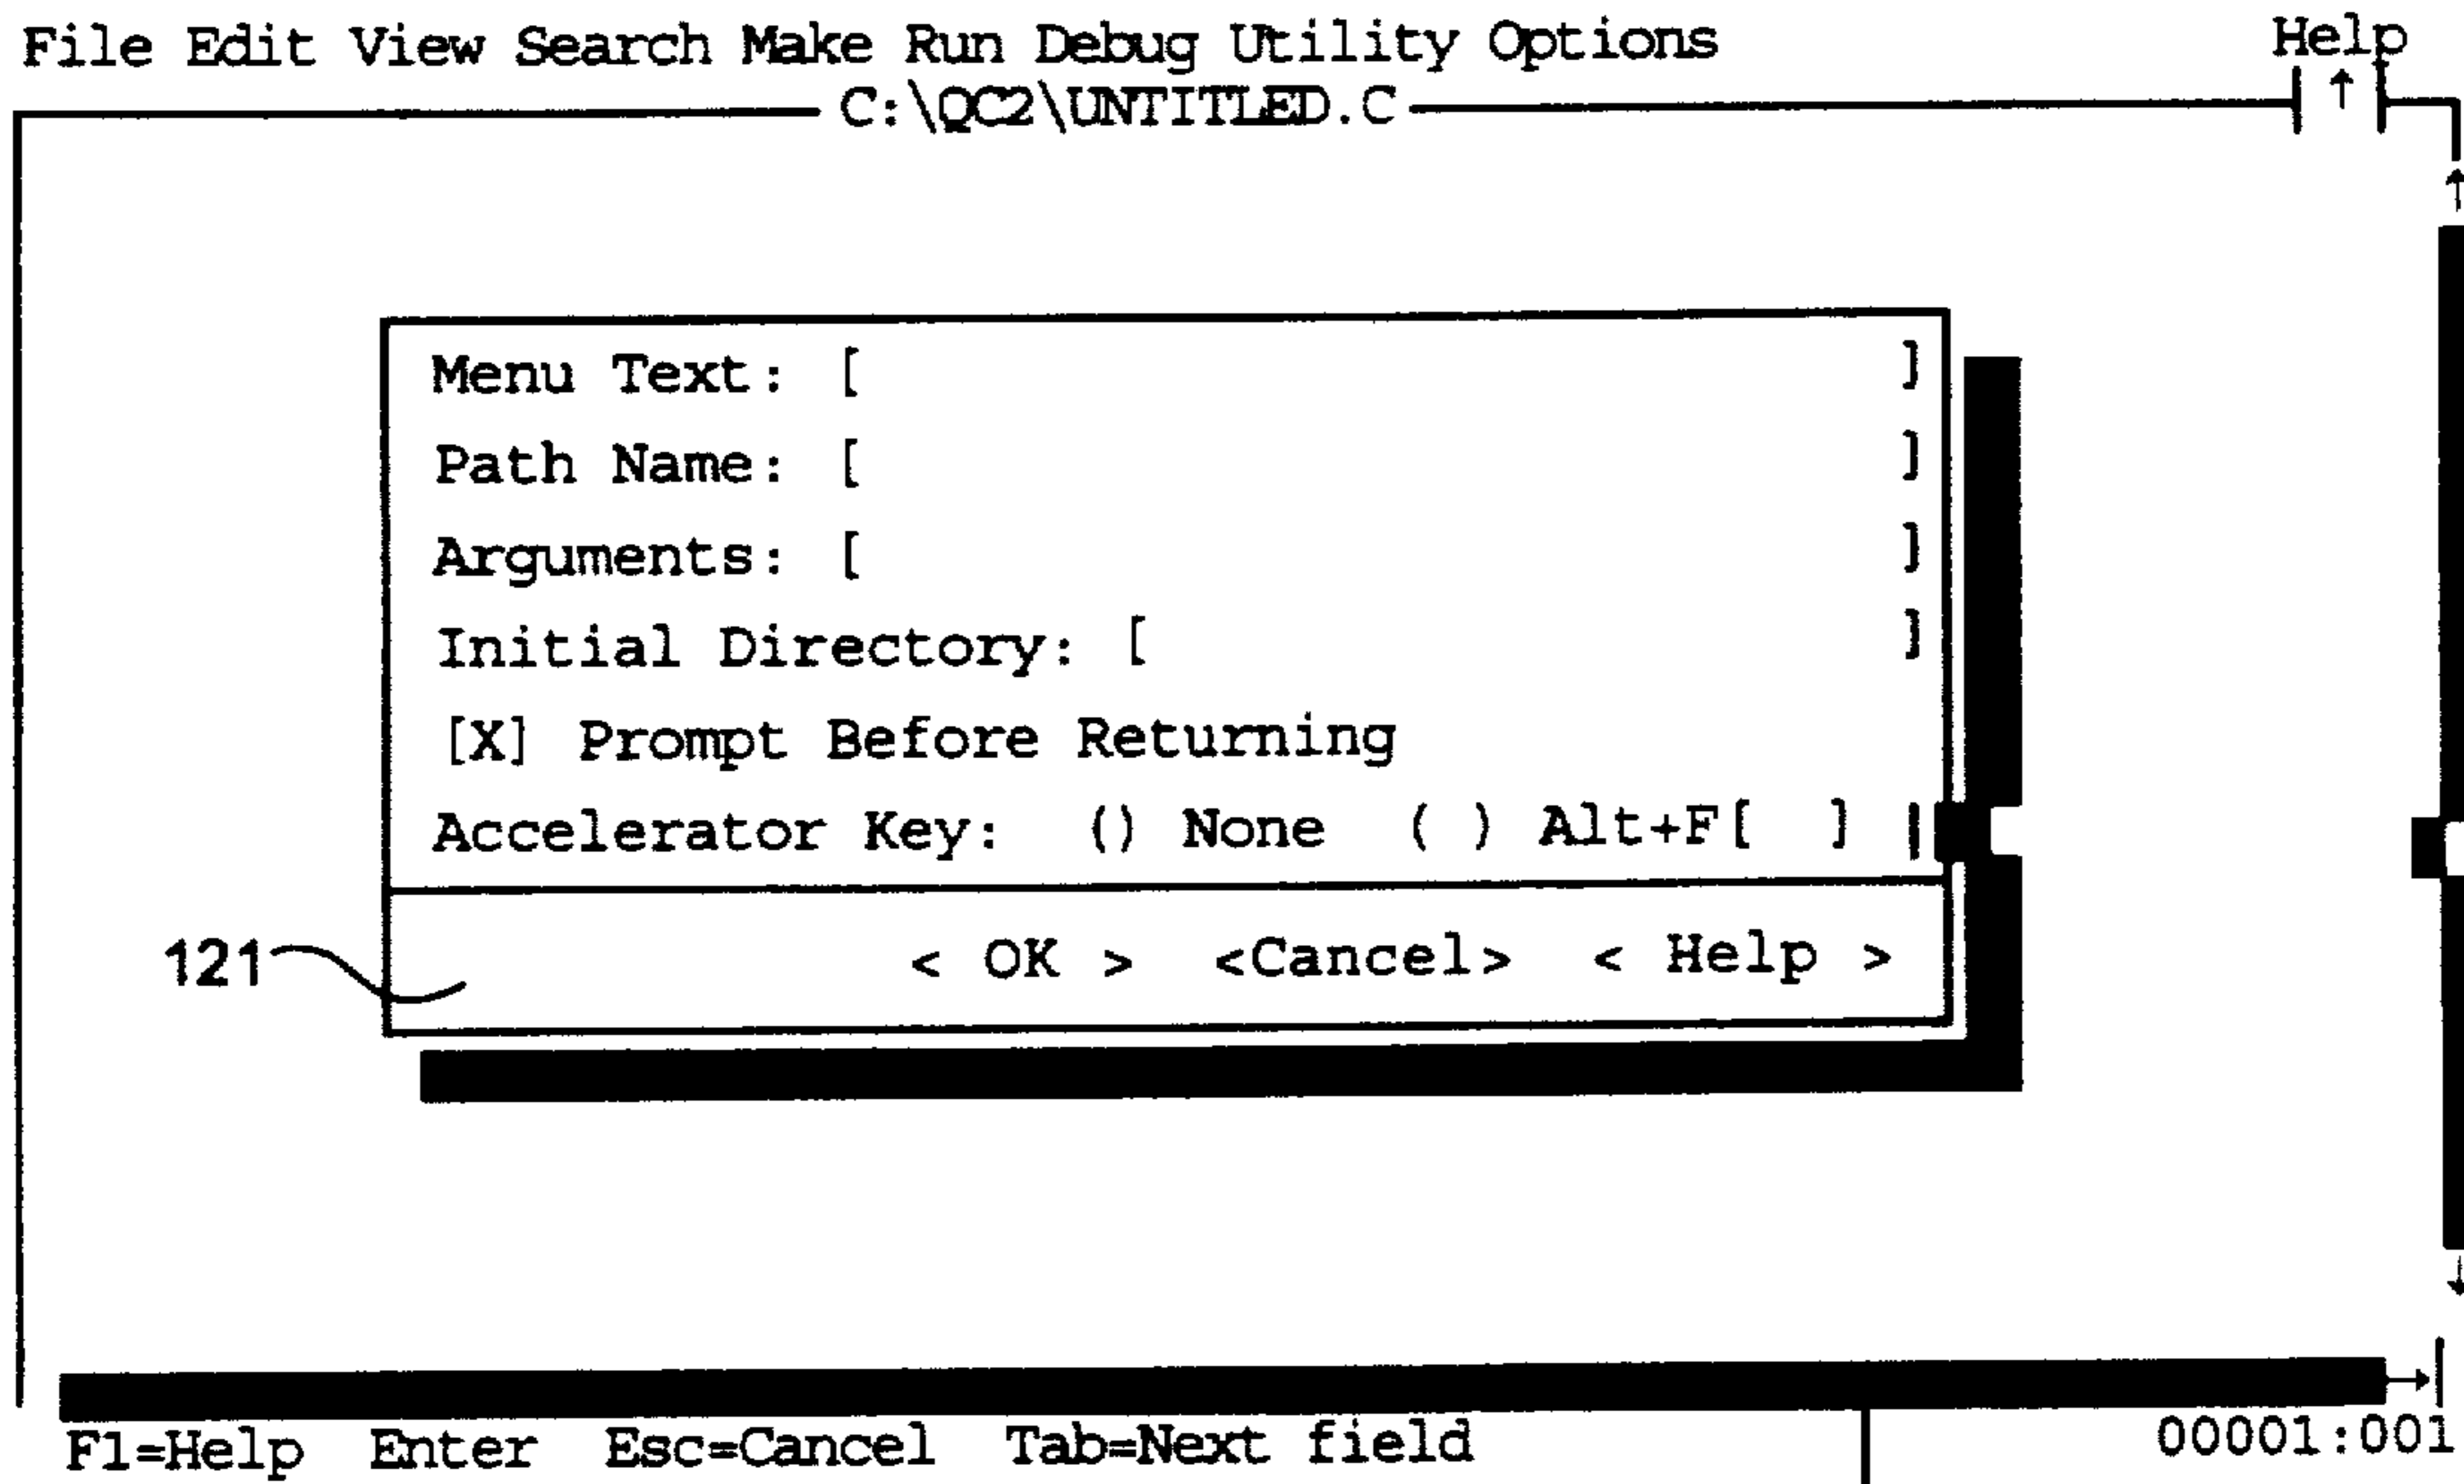 File Edit View Search Make Run Debug Utility Options Help
C:\QC2\UNTITLED.C ↑
Menu Text: [ ]
Path Name: [ ]
Arguments: [ ]
Initial Directory: [ ]
[X] Prompt Before Returning
Accelerator Key: () None ( ) Alt+F[ ]
121
< OK > <Cancel> < Help >
F1=Help Enter Esc=Cancel Tab=Next field 00001:001